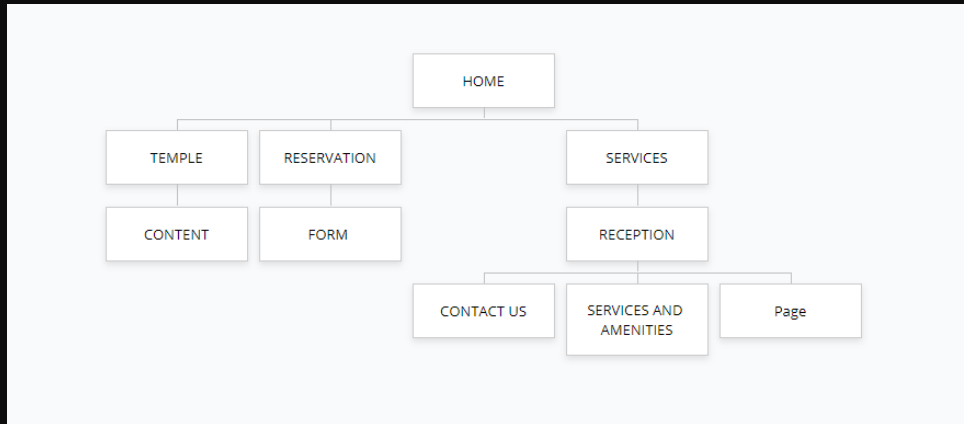 HOME
TEMPLE
RESERVATION
SERVICES
CONTENT
FORM
RECEPTION
CONTACT US
SERVICES AND
AMENITIES
Page